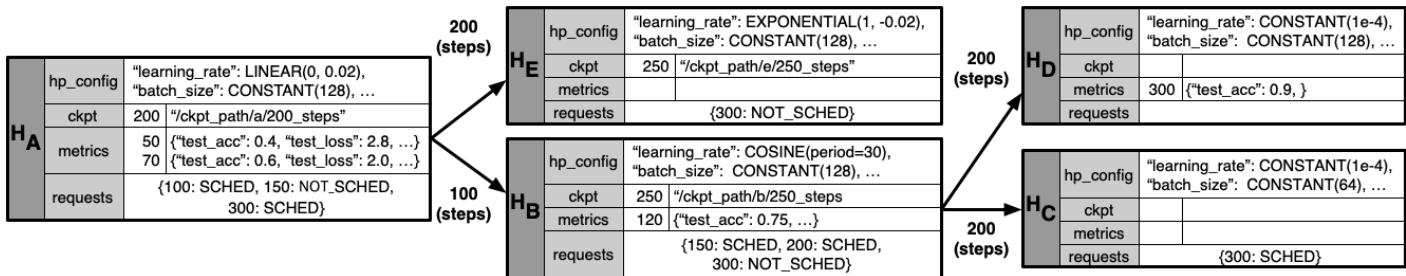 H_A
hp_config
“learning_rate”: LINEAR(0, 0.02),
“batch_size”: CONSTANT(128), …
ckpt
200 “/ckpt_path/a/200_steps”
metrics
50 {“test_acc”: 0.4, “test_loss”: 2.8, …}
70 {“test_acc”: 0.6, “test_loss”: 2.0, …}
requests
{100: SCHED, 150: NOT_SCHED,
300: SCHED}
200
(steps)
100
(steps)
H_E
hp_config
“learning_rate”: EXPONENTIAL(1, -0.02),
“batch_size”: CONSTANT(128), …
ckpt
250 “/ckpt_path/e/250_steps”
metrics
requests
{300: NOT_SCHED}
H_B
hp_config
“learning_rate”: COSINE(period=30),
“batch_size”: CONSTANT(128), …
ckpt
250 “/ckpt_path/b/250_steps
metrics
120 {“test_acc”: 0.75, …}
requests
{150: SCHED, 200: SCHED,
300: NOT_SCHED}
200
(steps)
200
(steps)
H_D
hp_config
“learning_rate”: CONSTANT(1e-4),
“batch_size”: CONSTANT(128), …
ckpt
metrics
300 {“test_acc”: 0.9, }
requests
H_C
hp_config
“learning_rate”: CONSTANT(1e-4),
“batch_size”: CONSTANT(64), …
ckpt
metrics
requests
{300: SCHED}